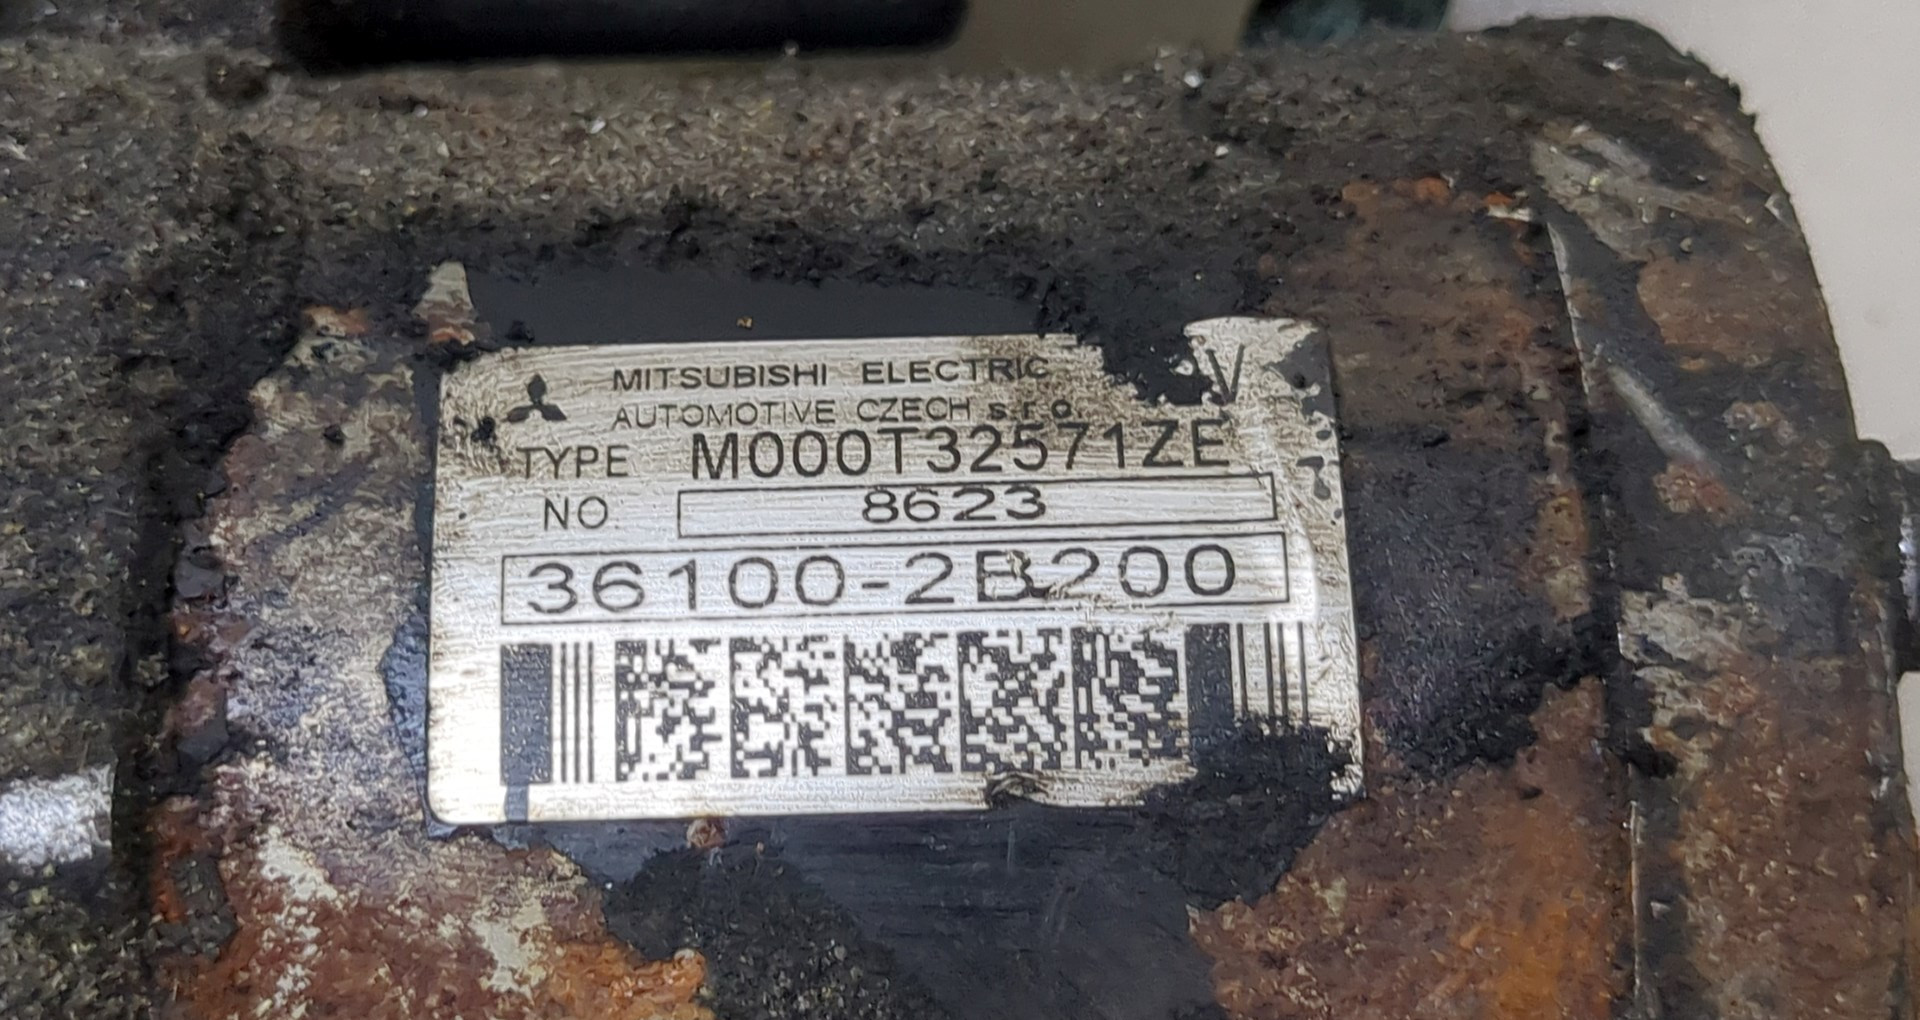 MITSUBISHI ELECTRIC V
AUTOMOTIVE CZECH s.r.o.
TYPE M000T32571ZE
NO. 8623
36100-2B200